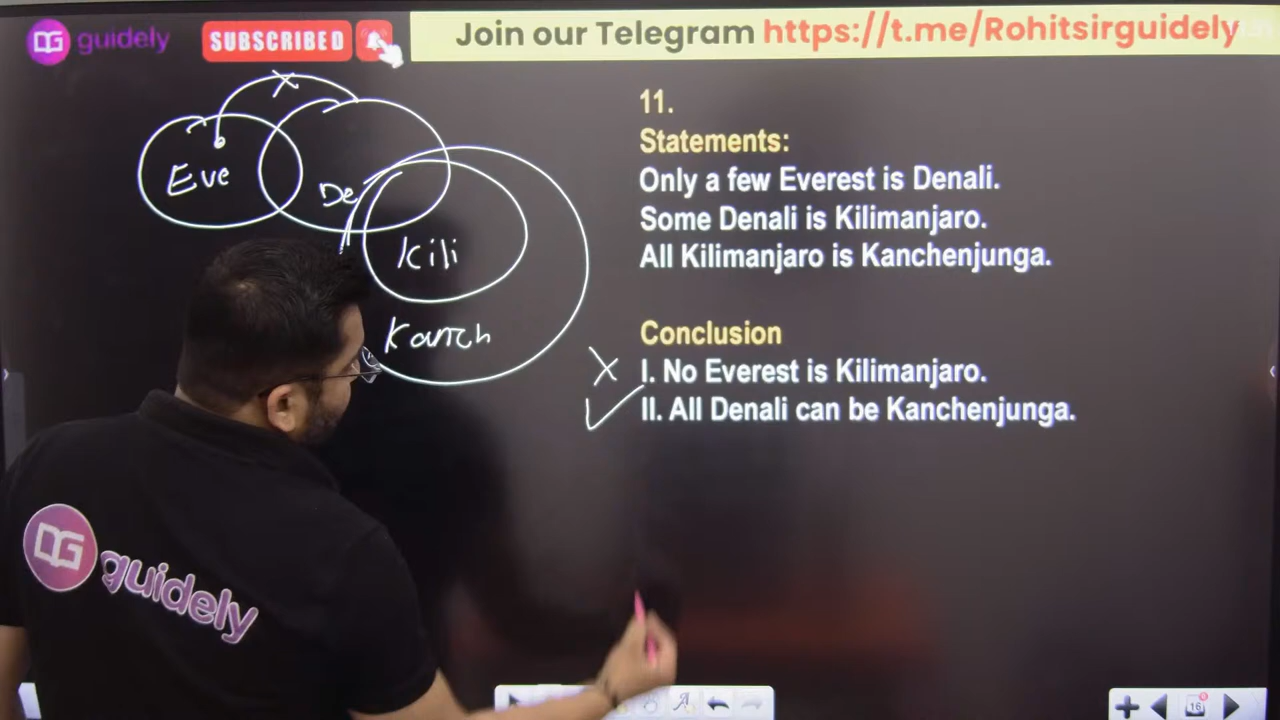 guidely
SUBSCRIBED
Join our Telegram https://t.me/Rohitsirguidely
11.
Statements:
Only a few Everest is Denali.
Some Denali is Kilimanjaro.
All Kilimanjaro is Kanchenjunga.
Conclusion
I. No Everest is Kilimanjaro.
II. All Denali can be Kanchenjunga.
Eve
De
Kili
Kanch
guidely
16